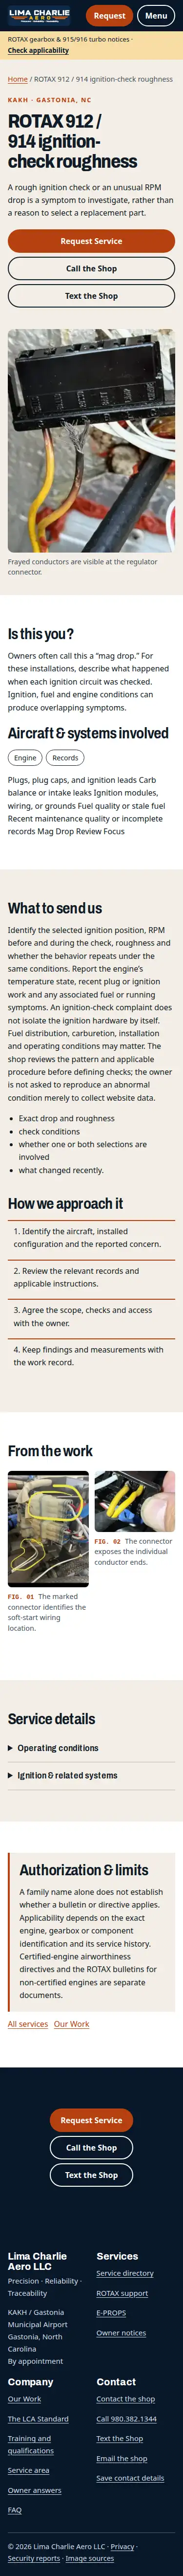 LIMA CHARLIE
AERO
Request
Menu
ROTAX gearbox & 915/916 turbo notices ·
Check applicability
Home / ROTAX 912 / 914 ignition-check roughness
KAKH · GASTONIA, NC
ROTAX 912 /
914 ignition-
check roughness
A rough ignition check or an unusual RPM
drop is a symptom to investigate, rather than
a reason to select a replacement part.
Request Service
Call the Shop
Text the Shop
Frayed conductors are visible at the regulator
connector.
Is this you?
Owners often call this a “mag drop.” For
these installations, describe what happened
when each ignition circuit was checked.
Ignition, fuel and engine conditions can
produce overlapping symptoms.
Aircraft & systems involved
Engine
Records
Plugs, plug caps, and ignition leads Carb
balance or intake leaks Ignition modules,
wiring, or grounds Fuel quality or stale fuel
Recent maintenance quality or incomplete
records Mag Drop Review Focus
What to send us
Identify the selected ignition position, RPM
before and during the check, roughness and
whether the behavior repeats under the
same conditions. Report the engine’s
temperature state, recent plug or ignition
work and any associated fuel or running
symptoms. An ignition-check complaint does
not isolate the ignition hardware by itself.
Fuel distribution, carburetion, installation
and operating conditions may matter. The
shop reviews the pattern and applicable
procedure before defining checks; the owner
is not asked to reproduce an abnormal
condition merely to collect website data.
• Exact drop and roughness
• check conditions
• whether one or both selections are
involved
• what changed recently.
How we approach it
1. Identify the aircraft, installed
configuration and the reported concern.
2. Review the relevant records and
applicable instructions.
3. Agree the scope, checks and access
with the owner.
4. Keep findings and measurements with
the work record.
From the work
FIG. 01 The marked
connector identifies the
soft-start wiring
location.
FIG. 02 The connector
exposes the individual
conductor ends.
Service details
Operating conditions
Ignition & related systems
Authorization & limits
A family name alone does not establish
whether a bulletin or directive applies.
Applicability depends on the exact
engine, gearbox or component
identification and its service history.
Certified-engine airworthiness
directives and the ROTAX bulletins for
non-certified engines are separate
documents.
All services Our Work
Request Service
Call the Shop
Text the Shop
Lima Charlie
Aero LLC
Precision · Reliability ·
Traceability
KAKH / Gastonia
Municipal Airport
Gastonia, North
Carolina
By appointment
Services
Service directory
ROTAX support
E-PROPS
Owner notices
Company
Our Work
The LCA Standard
Training and
qualifications
Service area
Owner answers
FAQ
Contact
Contact the shop
Call 980.382.1344
Text the Shop
Email the shop
Save contact details
© 2026 Lima Charlie Aero LLC · Privacy ·
Security reports · Image sources